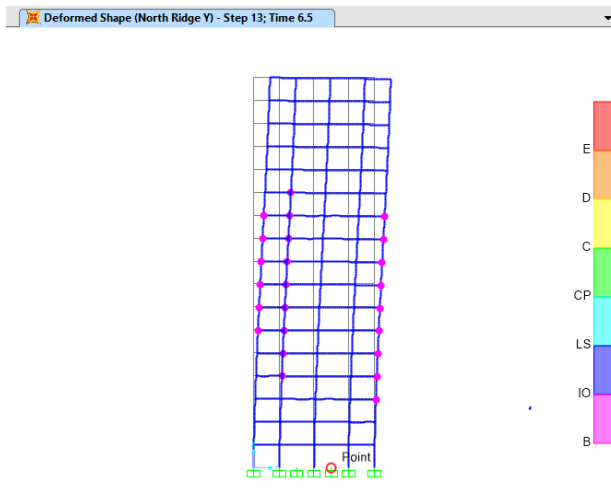 Deformed Shape (North Ridge Y) - Step 13; Time 6.5
E
D
C
CP
LS
IO
B
Point